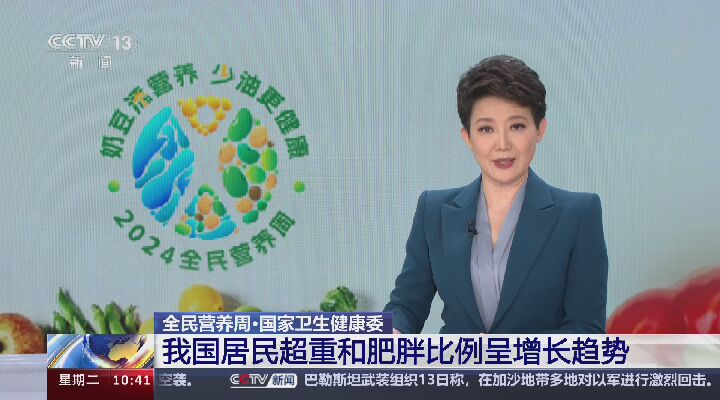 CCTV 13
新闻
奶豆添营养 少油更健康
2024全民营养周
全民营养周·国家卫生健康委
我国居民超重和肥胖比例呈增长趋势
星期二 10:41 空袭。 CCTV 新闻 巴勒斯坦武装组织13日称，在加沙地带多地对以军进行激烈回击。